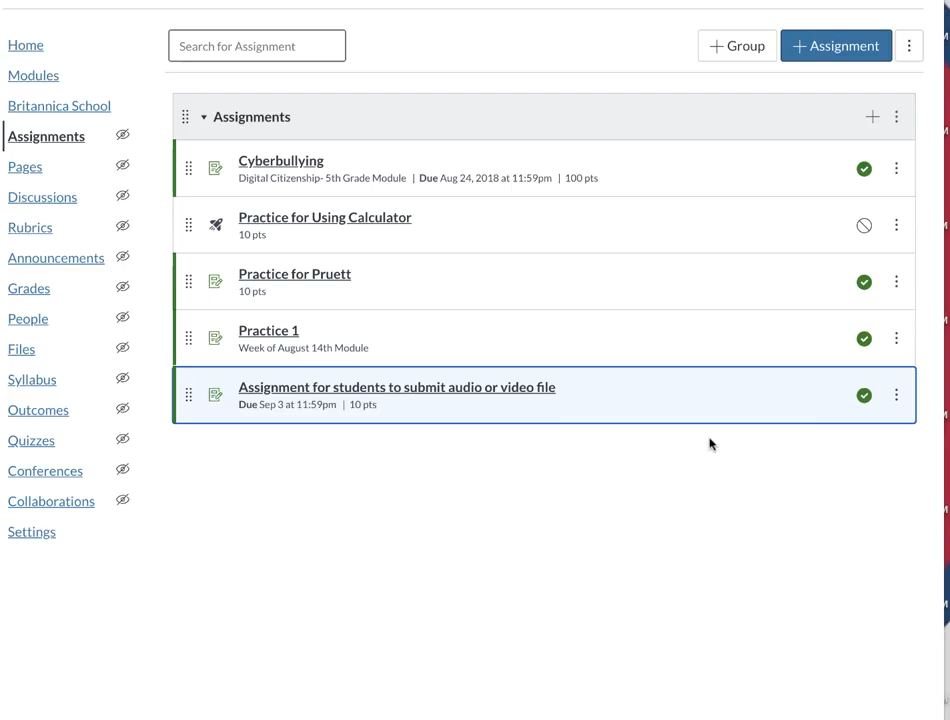 Home
Modules
Britannica School
Assignments
Pages
Discussions
Rubrics
Announcements
Grades
People
Files
Syllabus
Outcomes
Quizzes
Conferences
Collaborations
Settings
Search for Assignment
+ Group
+ Assignment
Assignments
Cyberbullying
Digital Citizenship- 5th Grade Module | Due Aug 24, 2018 at 11:59pm | 100 pts
Practice for Using Calculator
10 pts
Practice for Pruett
10 pts
Practice 1
Week of August 14th Module
Assignment for students to submit audio or video file
Due Sep 3 at 11:59pm | 10 pts